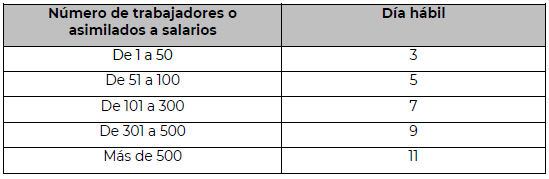 Número de trabajadores o
asimilados a salarios
Día hábil
De 1 a 50
3
De 51 a 100
5
De 101 a 300
7
De 301 a 500
9
Más de 500
11